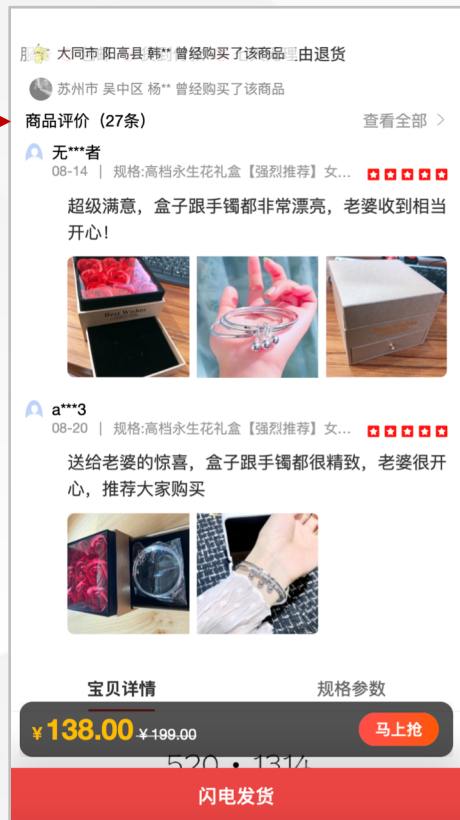 大同市 阳高县 韩** 曾经购买了该商品 由退货
苏州市 吴中区 杨** 曾经购买了该商品
商品评价（27条）
查看全部
无***者
08-14 | 规格:高档永生花礼盒【强烈推荐】女...
超级满意，盒子跟手镯都非常漂亮，老婆收到相当
开心！
Best Wishes
a***3
08-20 | 规格:高档永生花礼盒【强烈推荐】女...
送给老婆的惊喜，盒子跟手镯都很精致，老婆很开
心，推荐大家购买
宝贝详情
规格参数
¥138.00 ¥199.00
马上抢
520 • 1314
闪电发货